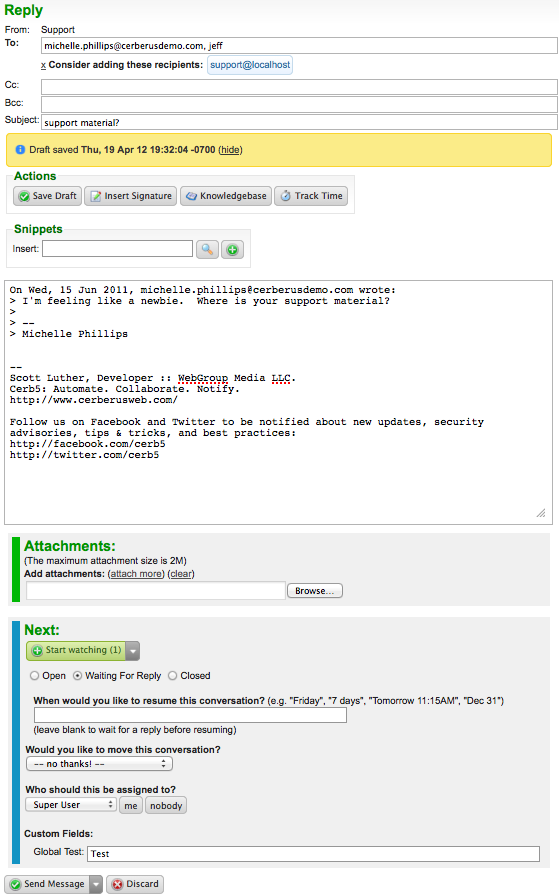 Reply
From: Support
To: michelle.phillips@cerberusdemo.com, jeff
x Consider adding these recipients: support@localhost
Cc:
Bcc:
Subject: support material?
Draft saved Thu, 19 Apr 12 19:32:04 -0700 (hide)
Actions
Save Draft Insert Signature Knowledgebase Track Time
Snippets
Insert:
On Wed, 15 Jun 2011, michelle.phillips@cerberusdemo.com wrote:
> I'm feeling like a newbie.  Where is your support material?
>
> --
> Michelle Phillips
--
Scott Luther, Developer :: WebGroup Media LLC.
Cerb5: Automate. Collaborate. Notify.
http://www.cerberusweb.com/
Follow us on Facebook and Twitter to be notified about new updates, security
advisories, tips & tricks, and best practices:
http://facebook.com/cerb5
http://twitter.com/cerb5
Attachments:
(The maximum attachment size is 2M)
Add attachments: (attach more) (clear)
Browse...
Next:
Start watching (1)
Open Waiting For Reply Closed
When would you like to resume this conversation? (e.g. "Friday", "7 days", "Tomorrow 11:15AM", "Dec 31")
(leave blank to wait for a reply before resuming)
Would you like to move this conversation?
-- no thanks! --
Who should this be assigned to?
Super User me nobody
Custom Fields:
Global Test: Test
Send Message Discard